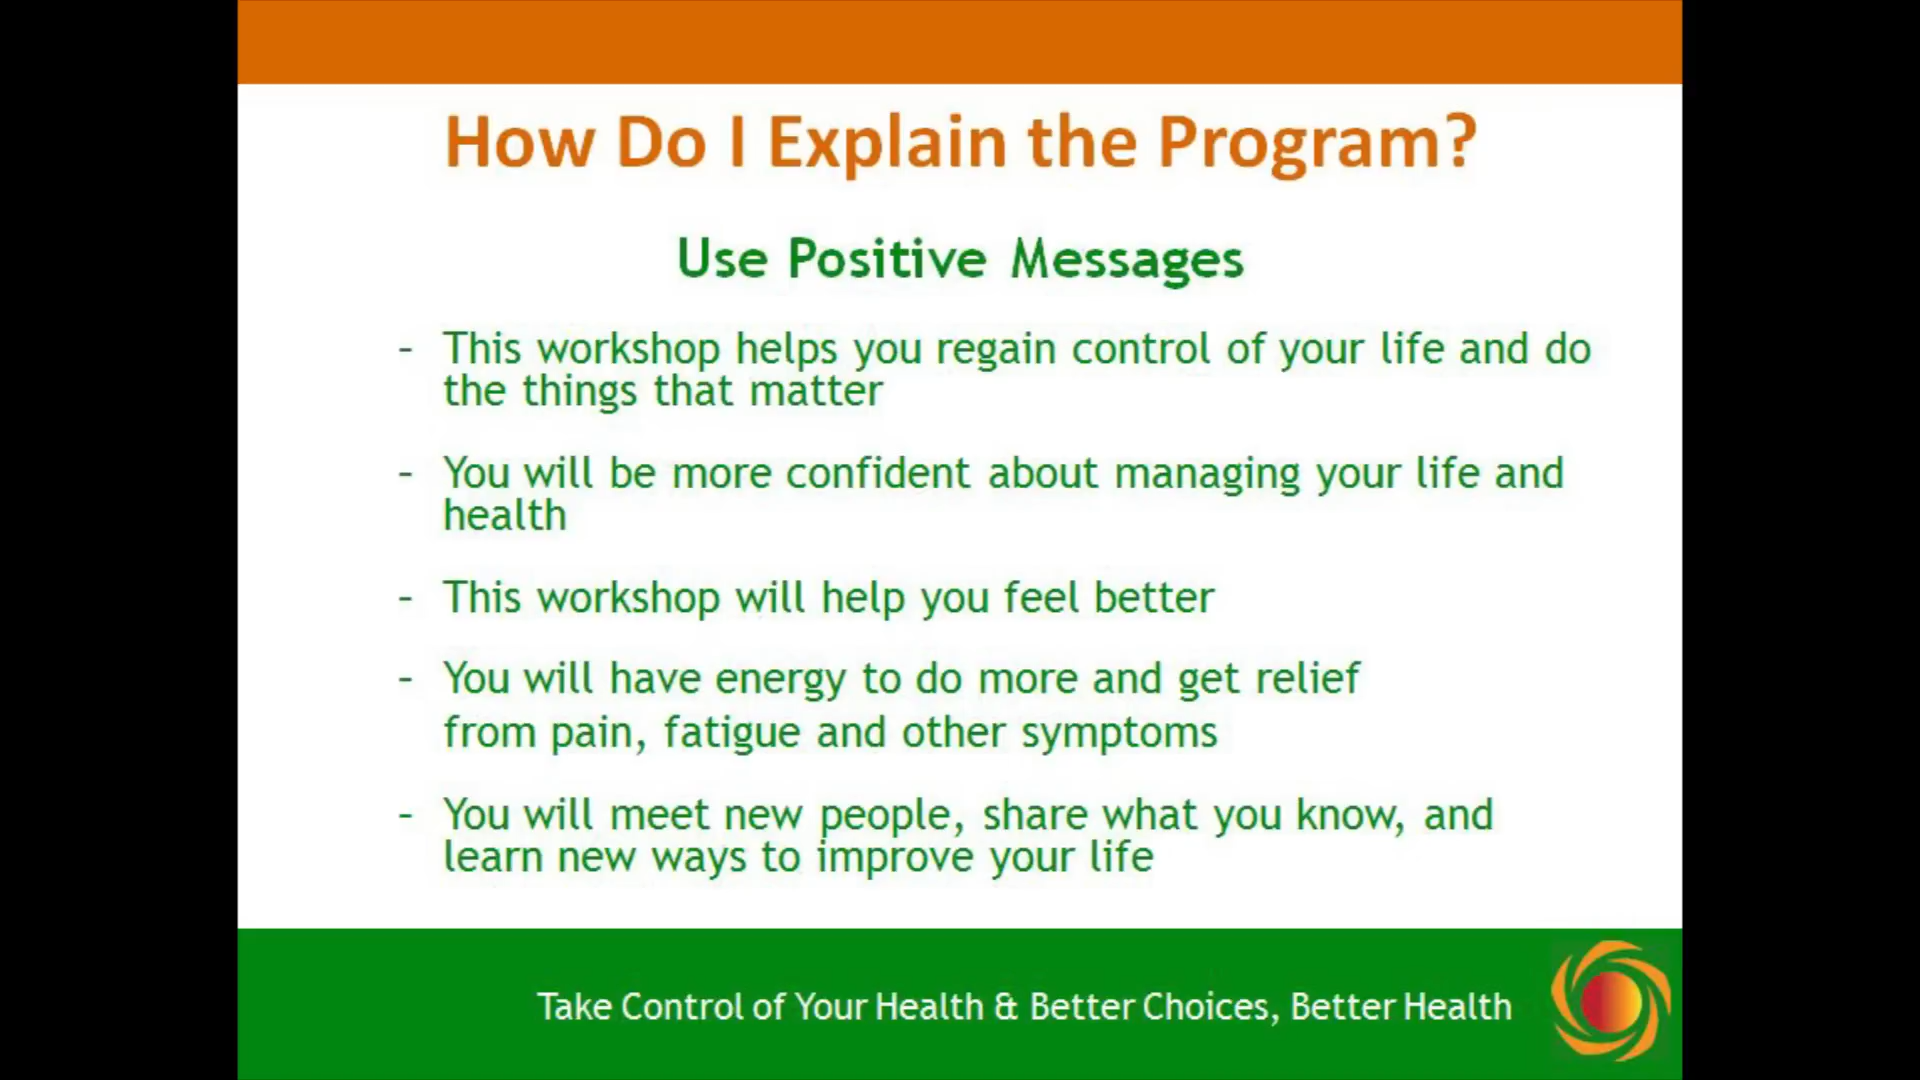 How Do I Explain the Program?
Use Positive Messages
- This workshop helps you regain control of your life and do
the things that matter
- You will be more confident about managing your life and
health
- This workshop will help you feel better
- You will have energy to do more and get relief
from pain, fatigue and other symptoms
- You will meet new people, share what you know, and
learn new ways to improve your life
Take Control of Your Health & Better Choices, Better Health